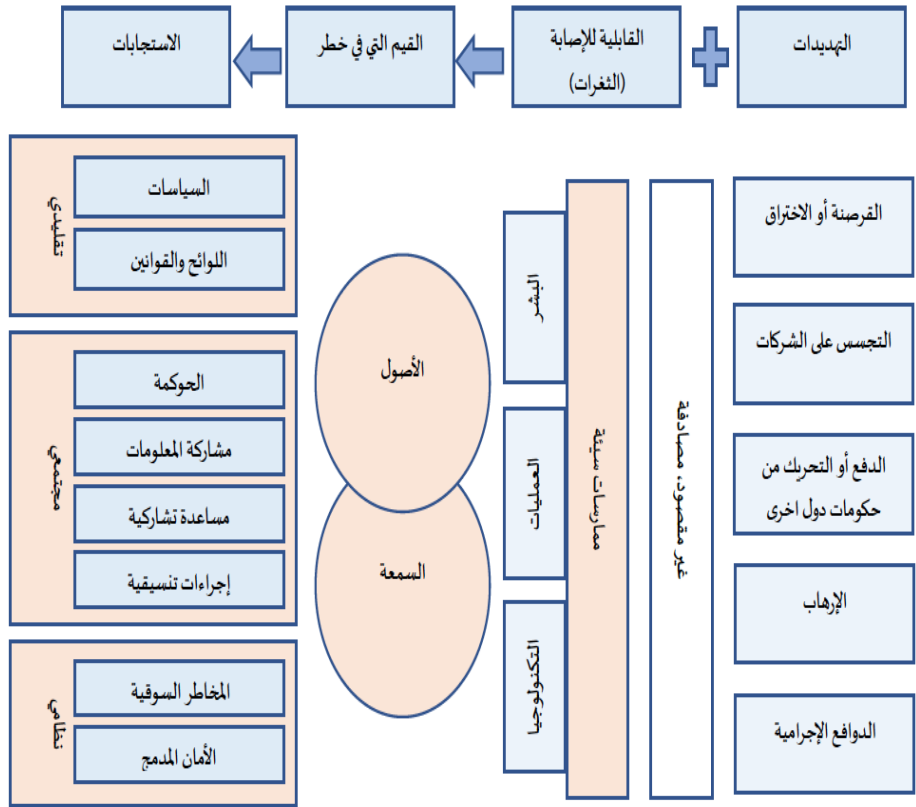 التهديدات
القابلية للإصابة
(الثغرات)
القيم التي في خطر
الاستجابات
القرصنة أو الاختراق
التجسس على الشركات
الدفع أو التحريك من
حكومات دول اخرى
الإرهاب
الدوافع الإجرامية
غير مقصود، مصادفة
ممارسات سيئة
البشر
العمليات
التكنولوجيا
الأصول
السمعة
تقليدي
السياسات
اللوائح والقوانين
مجتمعي
الحوكمة
مشاركة المعلومات
مساعدة تشاركية
إجراءات تنسيقية
نظامي
المخاطر السوقية
الأمان المدمج